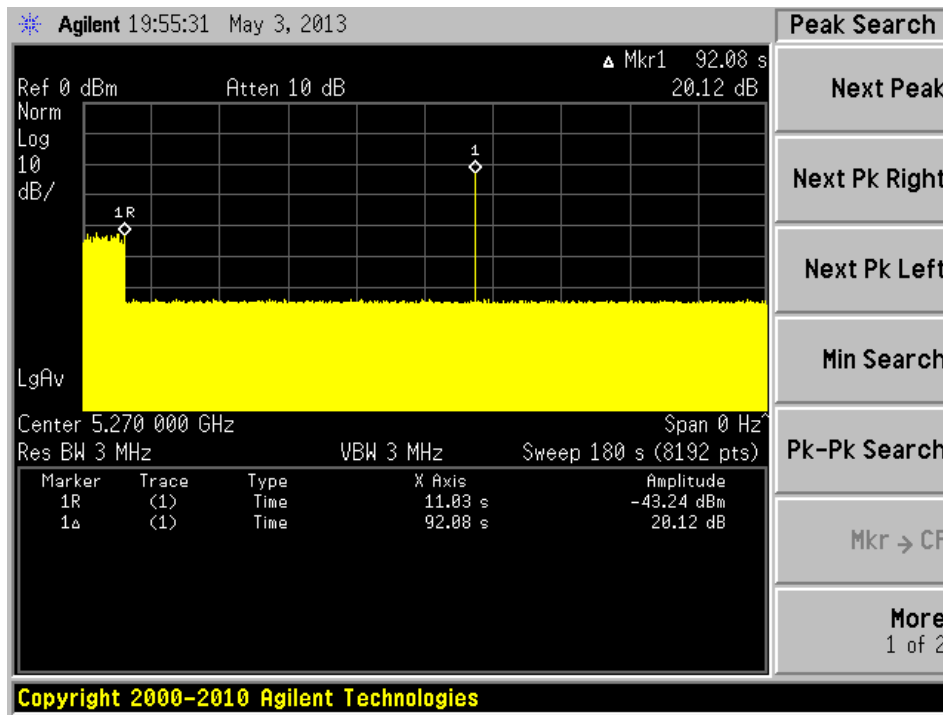 Agilent 19:55:31 May 3, 2013
Peak Search
Δ Mkr1 92.08 s
Ref 0 dBm Atten 10 dB 20.12 dB
Norm
Log
10
dB/
1
1R
LgAv
Center 5.270 000 GHz Span 0 Hz^
Res BW 3 MHz VBW 3 MHz Sweep 180 s (8192 pts)
Marker Trace Type X Axis Amplitude
1R (1) Time 11.03 s -43.24 dBm
1Δ (1) Time 92.08 s 20.12 dB
Next Peak
Next Pk Right
Next Pk Left
Min Search
Pk-Pk Search
Mkr → CF
More
1 of 2
Copyright 2000-2010 Agilent Technologies